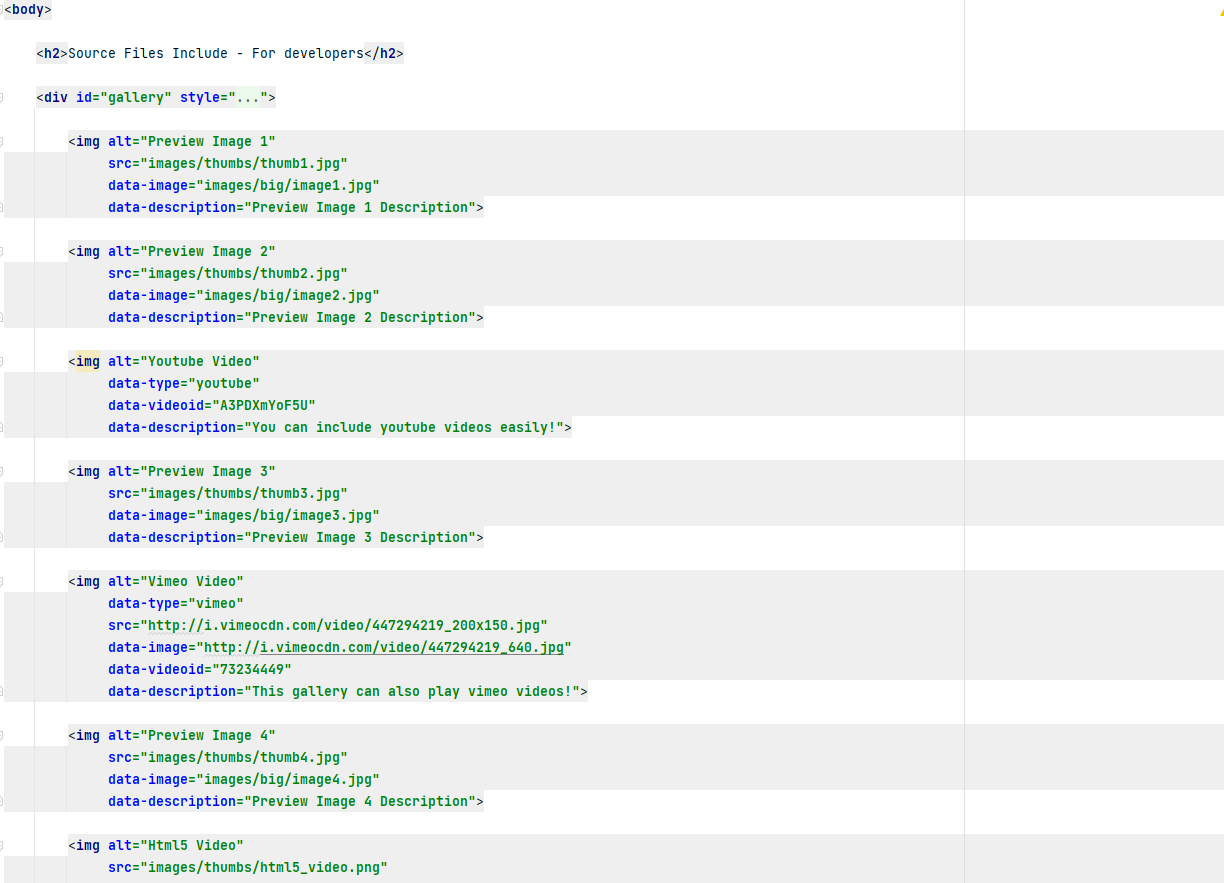 <body>
<h2>Source Files Include - For developers</h2>
<div id="gallery" style="...">
<img alt="Preview Image 1"
src="images/thumbs/thumb1.jpg"
data-image="images/big/image1.jpg"
data-description="Preview Image 1 Description">
<img alt="Preview Image 2"
src="images/thumbs/thumb2.jpg"
data-image="images/big/image2.jpg"
data-description="Preview Image 2 Description">
<img alt="Youtube Video"
data-type="youtube"
data-videoid="A3PDXmYoF5U"
data-description="You can include youtube videos easily!">
<img alt="Preview Image 3"
src="images/thumbs/thumb3.jpg"
data-image="images/big/image3.jpg"
data-description="Preview Image 3 Description">
<img alt="Vimeo Video"
data-type="vimeo"
src="http://i.vimeocdn.com/video/447294219_200x150.jpg"
data-image="http://i.vimeocdn.com/video/447294219_640.jpg"
data-videoid="73234449"
data-description="This gallery can also play vimeo videos!">
<img alt="Preview Image 4"
src="images/thumbs/thumb4.jpg"
data-image="images/big/image4.jpg"
data-description="Preview Image 4 Description">
<img alt="Html5 Video"
src="images/thumbs/html5_video.png"